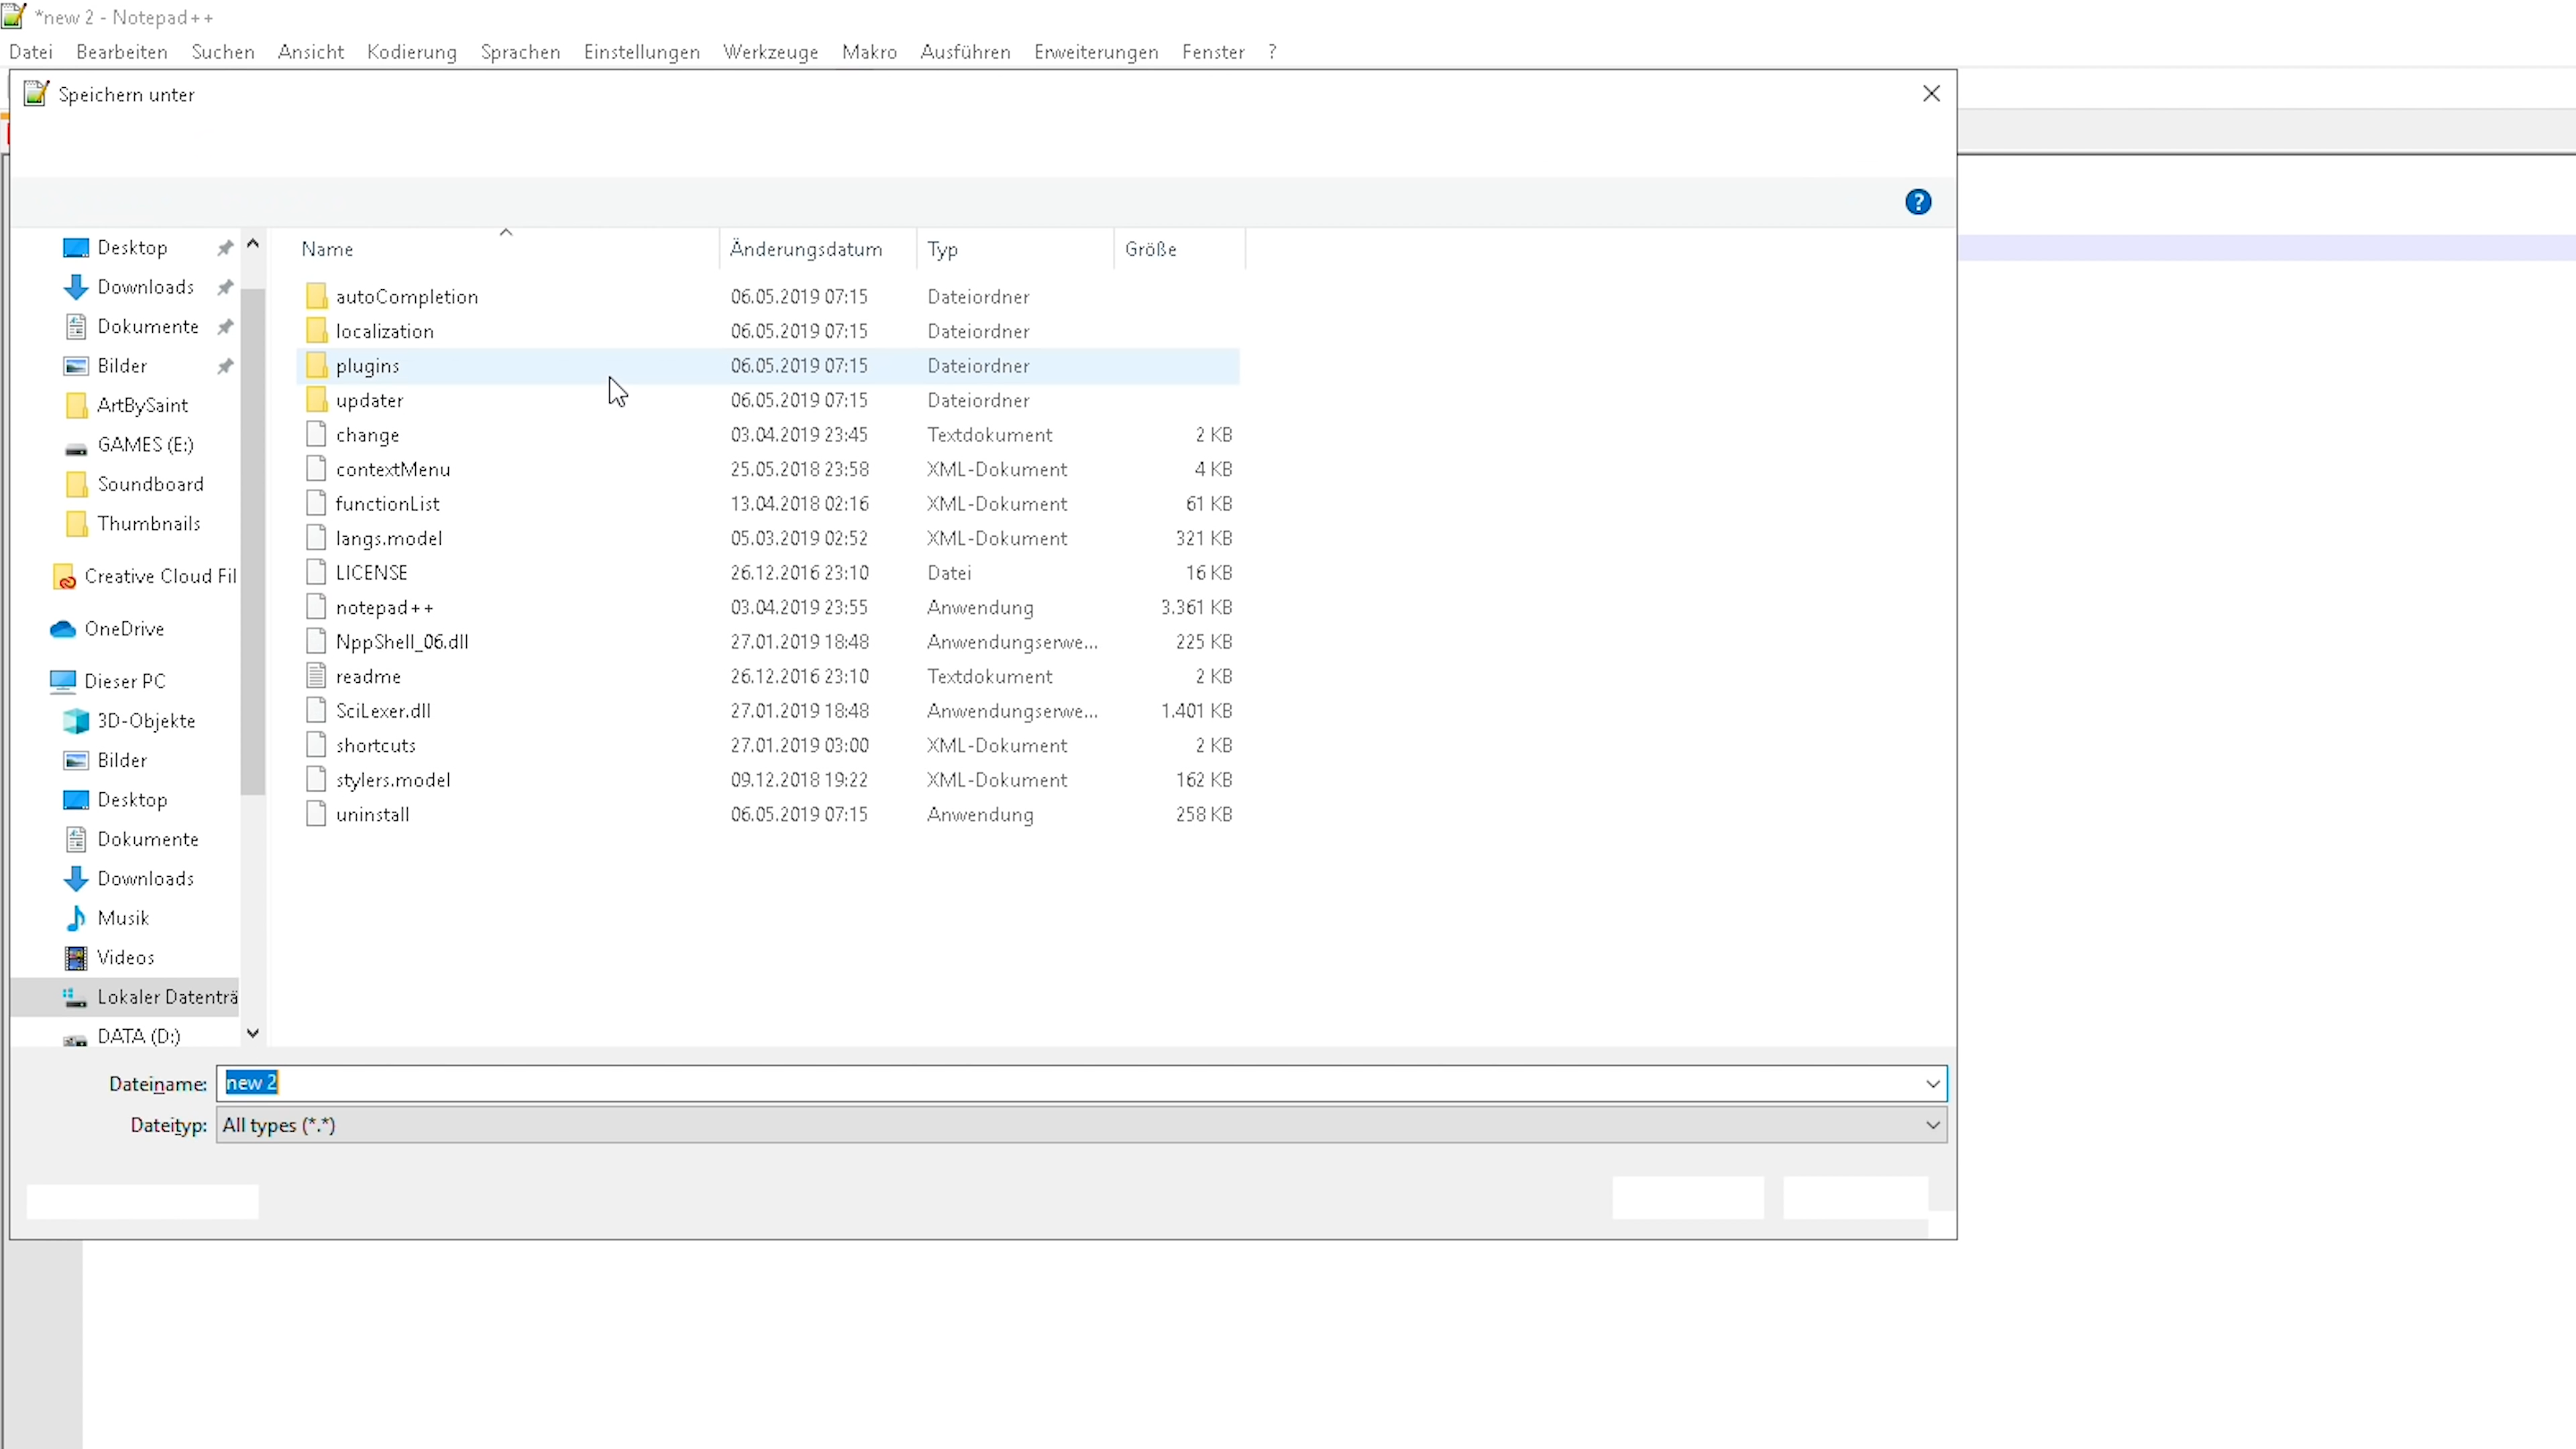 *new 2 - Notepad++
Datei Bearbeiten Suchen Ansicht Kodierung Sprachen Einstellungen Werkzeuge Makro Ausführen Erweiterungen Fenster ?
Speichern unter
?
Name Änderungsdatum Typ Größe
Desktop
Downloads
Dokumente
Bilder
ArtBySaint
GAMES (E:)
Soundboard
Thumbnails
Creative Cloud Fil
OneDrive
Dieser PC
3D-Objekte
Bilder
Desktop
Dokumente
Downloads
Musik
Videos
Lokaler Datenträ
DATA (D:)
autoCompletion 06.05.2019 07:15 Dateiordner
localization 06.05.2019 07:15 Dateiordner
plugins 06.05.2019 07:15 Dateiordner
updater 06.05.2019 07:15 Dateiordner
change 03.04.2019 23:45 Textdokument 2 KB
contextMenu 25.05.2018 23:58 XML-Dokument 4 KB
functionList 13.04.2018 02:16 XML-Dokument 61 KB
langs.model 05.03.2019 02:52 XML-Dokument 321 KB
LICENSE 26.12.2016 23:10 Datei 16 KB
notepad++ 03.04.2019 23:55 Anwendung 3.361 KB
NppShell_06.dll 27.01.2019 18:48 Anwendungserwe... 225 KB
readme 26.12.2016 23:10 Textdokument 2 KB
SciLexer.dll 27.01.2019 18:48 Anwendungserwe... 1.401 KB
shortcuts 27.01.2019 03:00 XML-Dokument 2 KB
stylers.model 09.12.2018 19:22 XML-Dokument 162 KB
uninstall 06.05.2019 07:15 Anwendung 258 KB
Dateiname: new 2
Dateityp: All types (*.*)